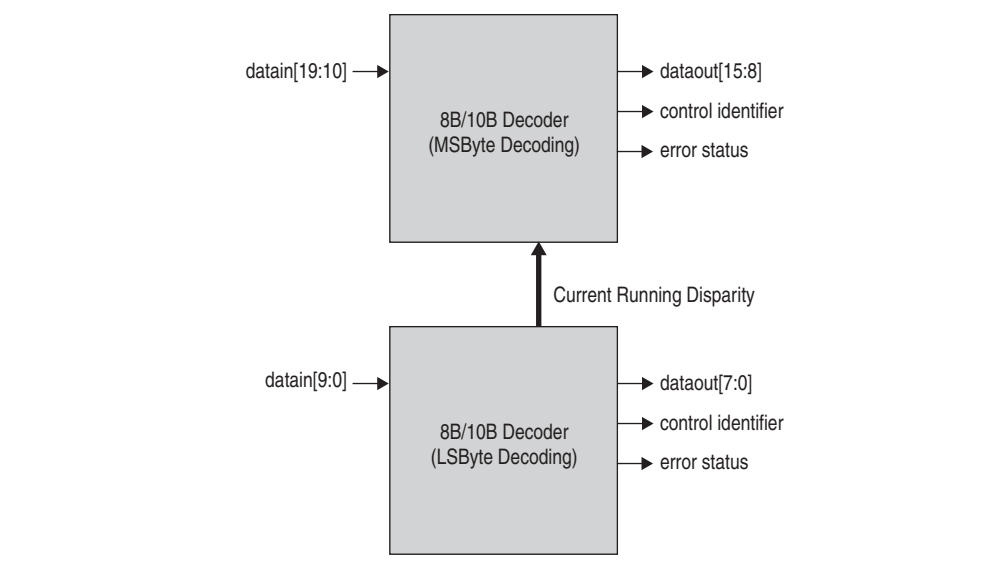 datain[19:10]
8B/10B Decoder
(MSByte Decoding)
dataout[15:8]
control identifier
error status
Current Running Disparity
datain[9:0]
8B/10B Decoder
(LSByte Decoding)
dataout[7:0]
control identifier
error status